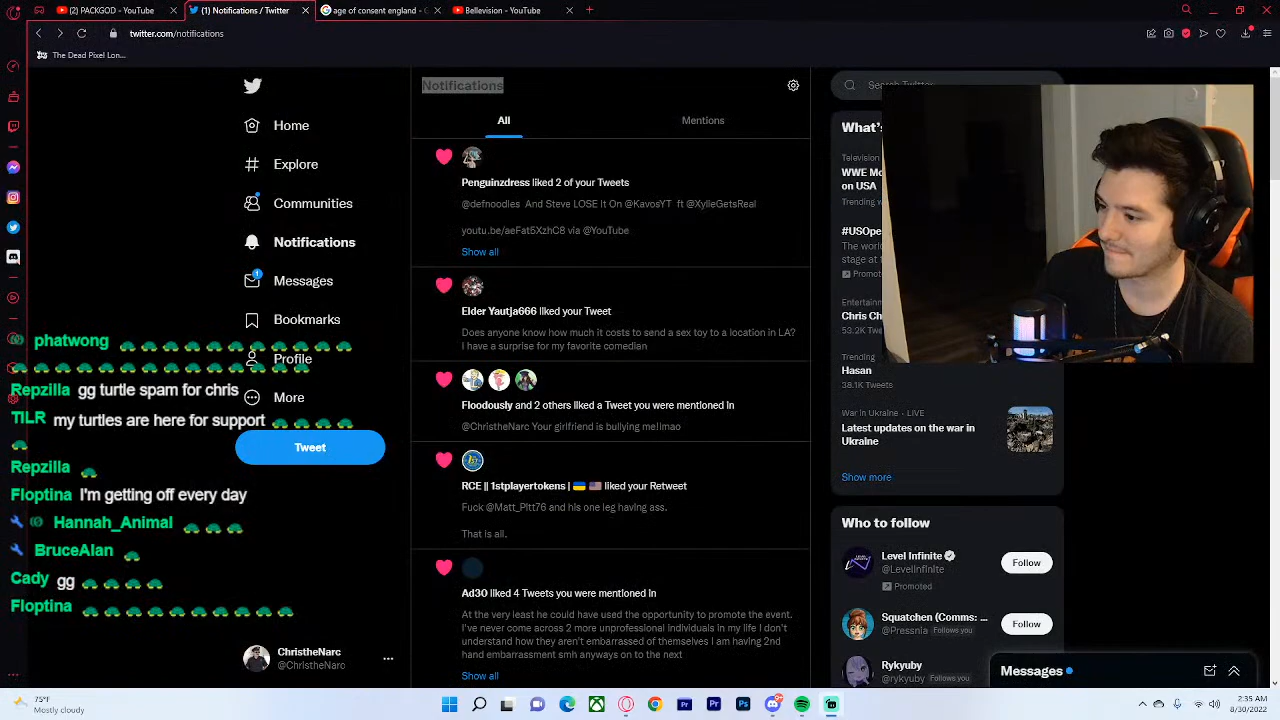 (2) PACKGOD - YouTube
(1) Notifications / Twitter
age of consent england - G
Bellevision - YouTube
twitter.com/notifications
The Dead Pixel Lon...
Notifications
All
Mentions
Home
Explore
Communities
Notifications
1
Messages
Bookmarks
Profile
More
Tweet
ChristheNarc
@ChristheNarc
Penguinzdress liked 2 of your Tweets
@defnoodles And Steve LOSE It On @KavosYT ft @XylieGetsReal
youtu.be/aeFat5XzhC8 via @YouTube
Show all
Elder Yautja666 liked your Tweet
Does anyone know how much it costs to send a sex toy to a location in LA?
I have a surprise for my favorite comedian
Floodously and 2 others liked a Tweet you were mentioned in
@ChristheNarc Your girlfriend is bullying me!lmao
RCE || 1stplayertokens | 🇺🇦 🇺🇸 liked your Retweet
Fuck @Matt_Pitt76 and his one leg having ass.
That is all.
Ad30 liked 4 Tweets you were mentioned in
At the very least he could have used the opportunity to promote the event.
I've never come across 2 more unprofessional individuals in my life I don't
understand how they aren't embarrassed of themselves I am having 2nd
hand embarrassment smh anyways on to the next
Show all
Search Twitter
What's
Television
WWE Mo
on USA
Trending w
#USOpe
stage at
Promot
Entertainm
Chris Ch
53.2K Twee
Trending
Hasan
38.1K Tweets
War in Ukraine · LIVE
Latest updates on the war in
Ukraine
Show more
Who to follow
Level Infinite
@LevelInfinite
Promoted
Follow
Squatchen (Comms: ...
@Pressnia Follows you
Follow
Rykyuby
@rykyuby Follows you
Messages
phatwong 🐢🐢🐢🐢🐢🐢🐢🐢🐢🐢🐢
🐢🐢🐢🐢🐢🐢🐢🐢🐢🐢🐢🐢🐢🐢
Repzilla gg turtle spam for chris
TILR my turtles are here for support 🐢🐢🐢🐢
🐢
Repzilla 🐢
Floptina I'm getting off every day
Hannah_Animal 🐢🐢🐢
BruceAlan 🐢
Cady gg 🐢🐢🐢🐢
Floptina 🐢🐢🐢🐢🐢🐢🐢🐢🐢🐢
75°F
Mostly cloudy
2:35 AM
8/30/2022